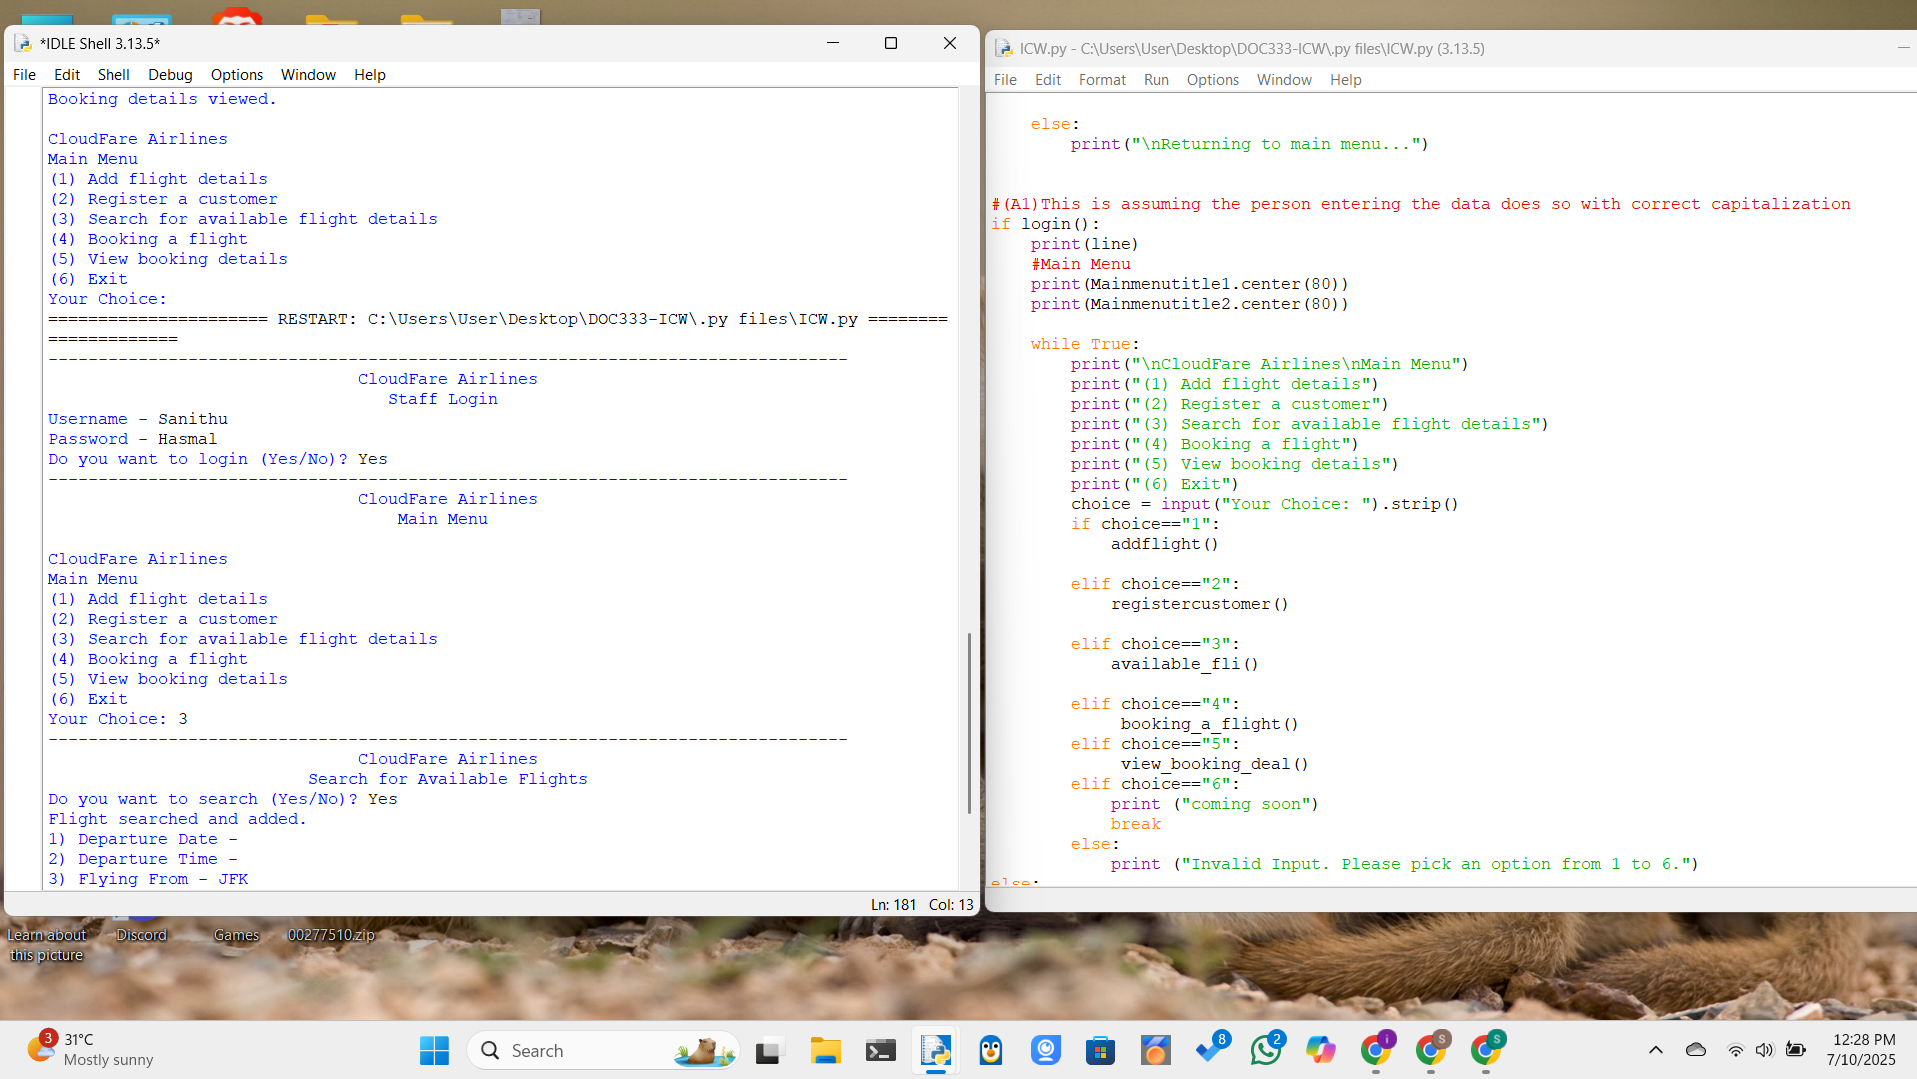 *IDLE Shell 3.13.5*
File Edit Shell Debug Options Window Help
Booking details viewed.
CloudFare Airlines
Main Menu
(1) Add flight details
(2) Register a customer
(3) Search for available flight details
(4) Booking a flight
(5) View booking details
(6) Exit
Your Choice:
====================== RESTART: C:\Users\User\Desktop\DOC333-ICW\.py files\ICW.py ========
=============
--------------------------------------------------------------------------------
CloudFare Airlines
Staff Login
Username - Sanithu
Password - Hasmal
Do you want to login (Yes/No)? Yes
--------------------------------------------------------------------------------
CloudFare Airlines
Main Menu
CloudFare Airlines
Main Menu
(1) Add flight details
(2) Register a customer
(3) Search for available flight details
(4) Booking a flight
(5) View booking details
(6) Exit
Your Choice: 3
--------------------------------------------------------------------------------
CloudFare Airlines
Search for Available Flights
Do you want to search (Yes/No)? Yes
Flight searched and added.
1) Departure Date -
2) Departure Time -
3) Flying From - JFK
Ln: 181 Col: 13
ICW.py - C:\Users\User\Desktop\DOC333-ICW\.py files\ICW.py (3.13.5)
File Edit Format Run Options Window Help
else:
print("\nReturning to main menu...")
#(A1)This is assuming the person entering the data does so with correct capitalization
if login():
print(line)
#Main Menu
print(Mainmenutitle1.center(80))
print(Mainmenutitle2.center(80))
while True:
print("\nCloudFare Airlines\nMain Menu")
print("(1) Add flight details")
print("(2) Register a customer")
print("(3) Search for available flight details")
print("(4) Booking a flight")
print("(5) View booking details")
print("(6) Exit")
choice = input("Your Choice: ").strip()
if choice=="1":
addflight()
elif choice=="2":
registercustomer()
elif choice=="3":
available_fli()
elif choice=="4":
booking_a_flight()
elif choice=="5":
view_booking_deal()
elif choice=="6":
print ("coming soon")
break
else:
print ("Invalid Input. Please pick an option from 1 to 6.")
else:
Learn about this picture
Discord
Games
00277510.zip
3
31°C
Mostly sunny
Search
8
2
i
S
S
12:28 PM
7/10/2025